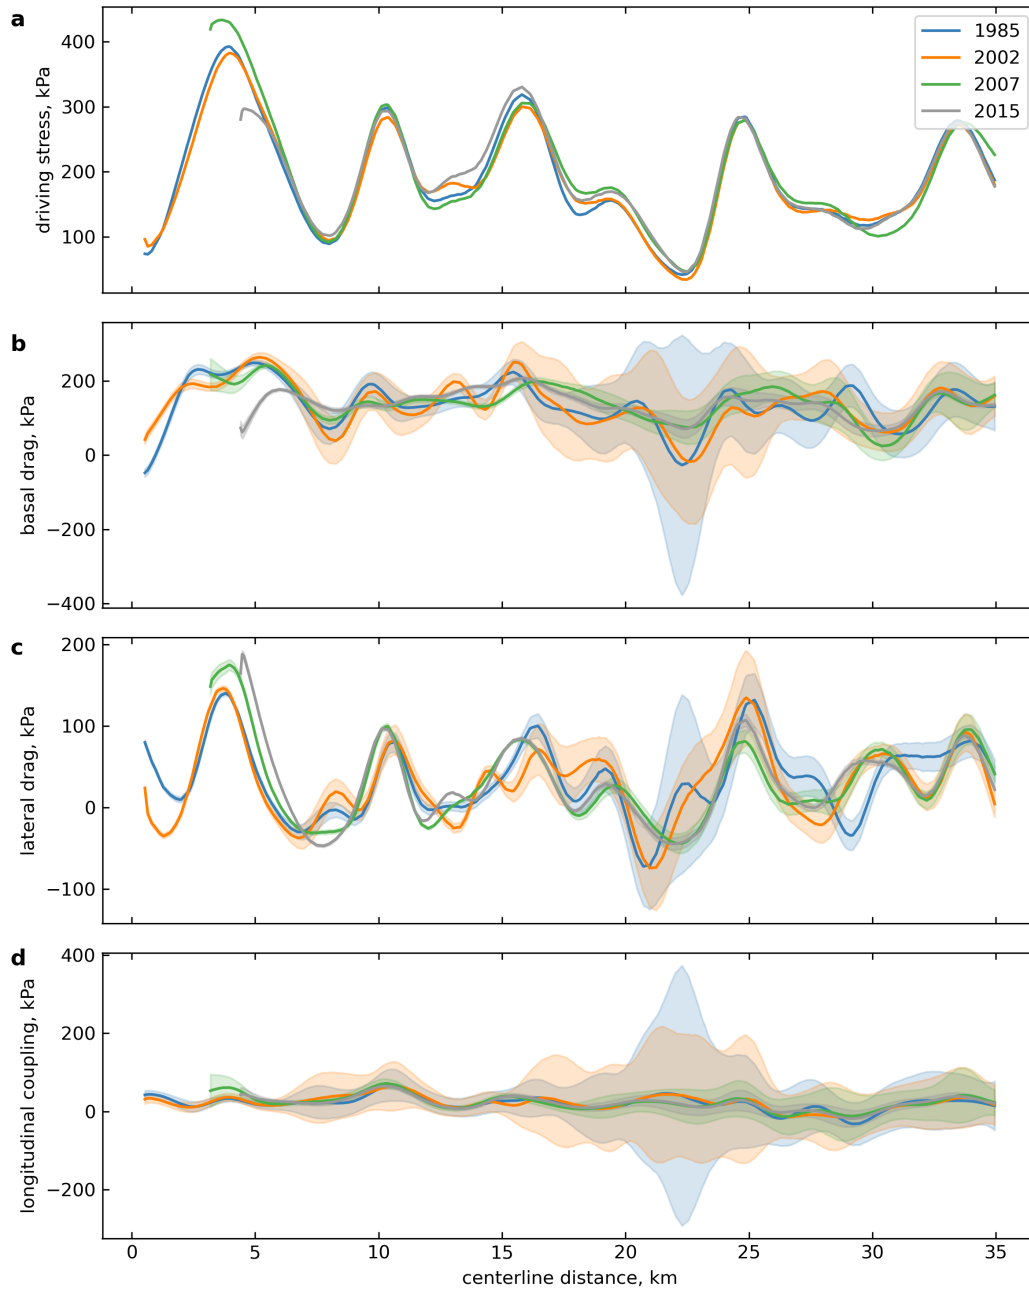 a
driving stress, kPa
400
300
200
100
1985
2002
2007
2015
b
basal drag, kPa
200
0
−200
−400
c
lateral drag, kPa
200
100
0
−100
d
longitudinal coupling, kPa
400
200
0
−200
0 5 10 15 20 25 30 35
centerline distance, km